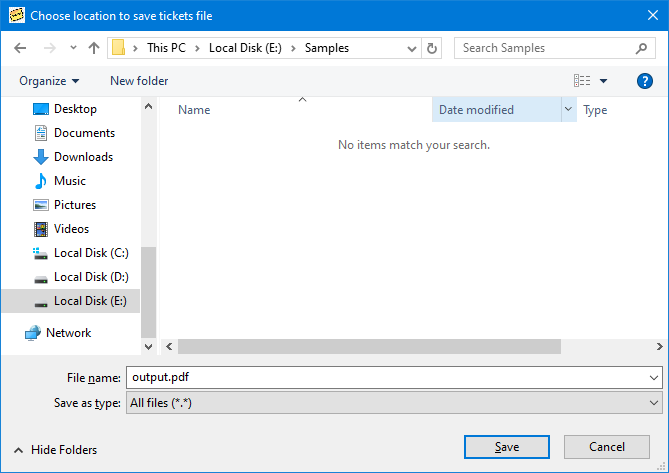 Choose location to save tickets file
This PC > Local Disk (E:) > Samples
Search Samples
Organize
New folder
?
Desktop
Documents
Downloads
Music
Pictures
Videos
Local Disk (C:)
Local Disk (D:)
Local Disk (E:)
Network
Name
Date modified
Type
No items match your search.
File name: output.pdf
Save as type: All files (*.*)
Hide Folders
Save
Cancel